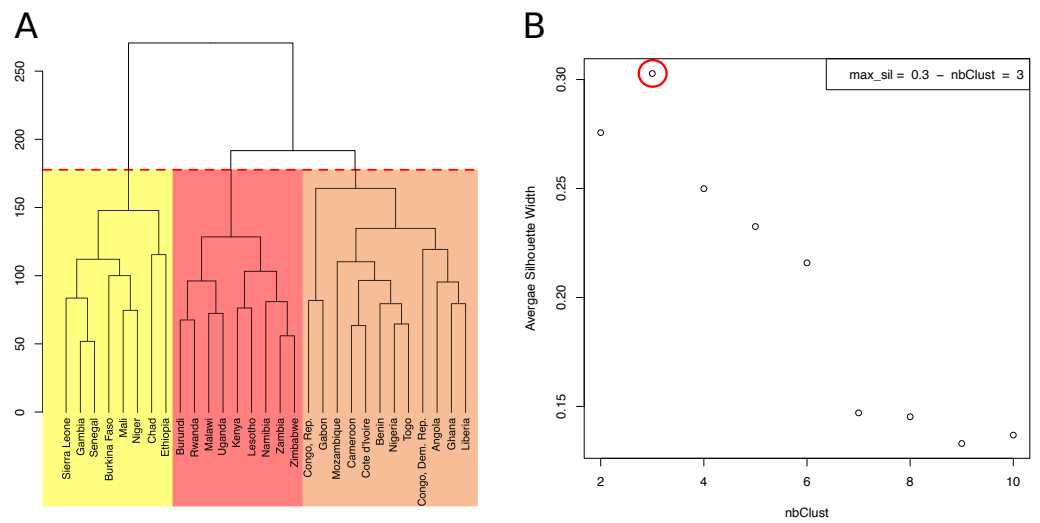 A
250
200
150
100
50
0
Sierra Leone
Gambia
Senegal
Burkina Faso
Mali
Niger
Chad
Ethiopia
Burundi
Rwanda
Malawi
Uganda
Kenya
Lesotho
Namibia
Zambia
Zimbabwe
Congo, Rep.
Gabon
Mozambique
Cameroon
Cote d'Ivoire
Benin
Nigeria
Togo
Congo, Dem. Rep.
Angola
Ghana
Liberia
B
max_sil = 0.3 − nbClust = 3
Avergae Silhouette Width
0.30
0.25
0.20
0.15
2 4 6 8 10
nbClust